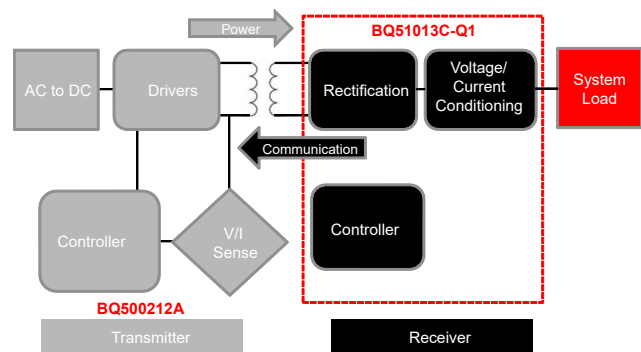 Power
BQ51013C-Q1
AC to DC
Drivers
Rectification
Voltage/
Current
Conditioning
System
Load
Communication
Controller
V/I
Sense
Controller
BQ500212A
Transmitter
Receiver